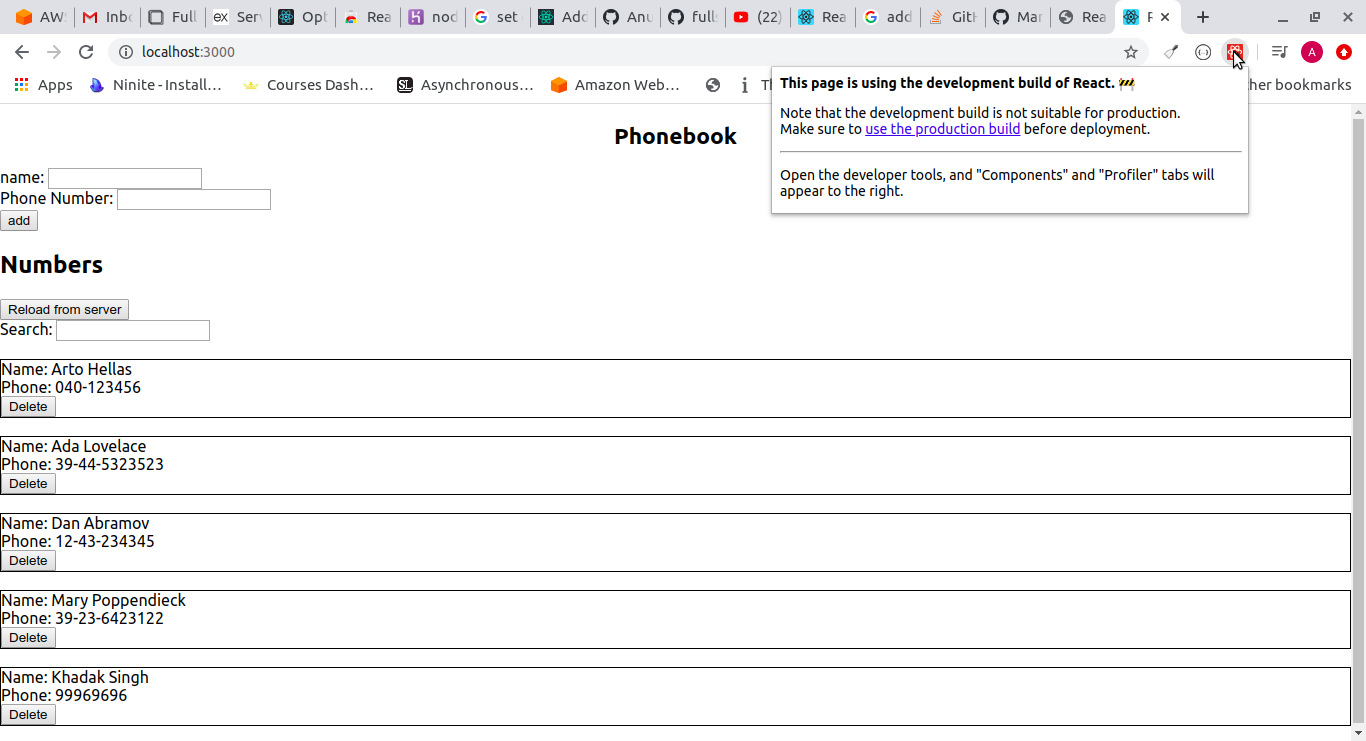 AWS
Inbo
Full
ex
Serv
Opt
Rea
nod
set
Add
Anu
fulls
(22)
Rea
add
GitH
Mar
Rea
localhost:3000
A
Apps
Ninite - Install…
Courses Dash…
SL
Asynchronous…
Amazon Web…
her bookmarks
This page is using the development build of React. 🚧
Note that the development build is not suitable for production.
Make sure to use the production build before deployment.
Open the developer tools, and "Components" and "Profiler" tabs will
appear to the right.
Phonebook
name:
Phone Number:
add
Numbers
Reload from server
Search:
Name: Arto Hellas
Phone: 040-123456
Delete
Name: Ada Lovelace
Phone: 39-44-5323523
Delete
Name: Dan Abramov
Phone: 12-43-234345
Delete
Name: Mary Poppendieck
Phone: 39-23-6423122
Delete
Name: Khadak Singh
Phone: 99969696
Delete